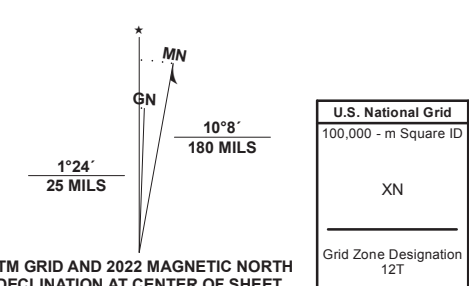 ★
MN
GN
10°8´
180 MILS
1°24´
25 MILS
TM GRID AND 2022 MAGNETIC NORTH
DECLINATION AT CENTER OF SHEET
U.S. National Grid
100,000 - m Square ID
XN
Grid Zone Designation
12T